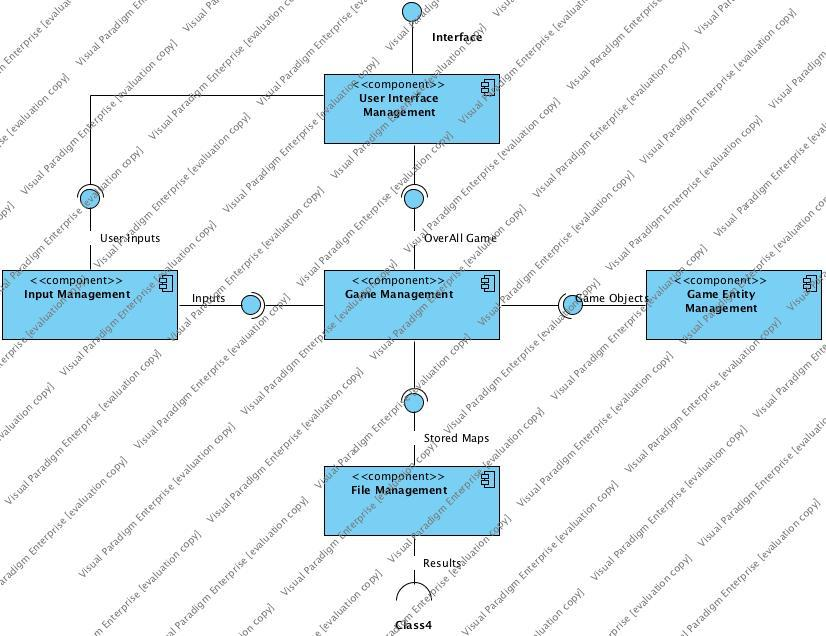 Interface
<<component>>
User Interface
Management
User Inputs
OverAll Game
<<component>>
Input Management
Inputs
<<component>>
Game Management
Game Objects
<<component>>
Game Entity
Management
Stored Maps
<<component>>
File Management
Results
Class4
Visual Paradigm Enterprise [evaluation copy]